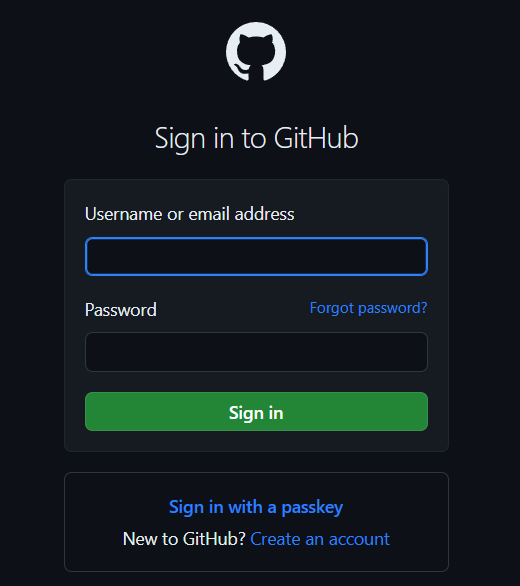 Sign in to GitHub
Username or email address
Password Forgot password?
Sign in
Sign in with a passkey
New to GitHub? Create an account